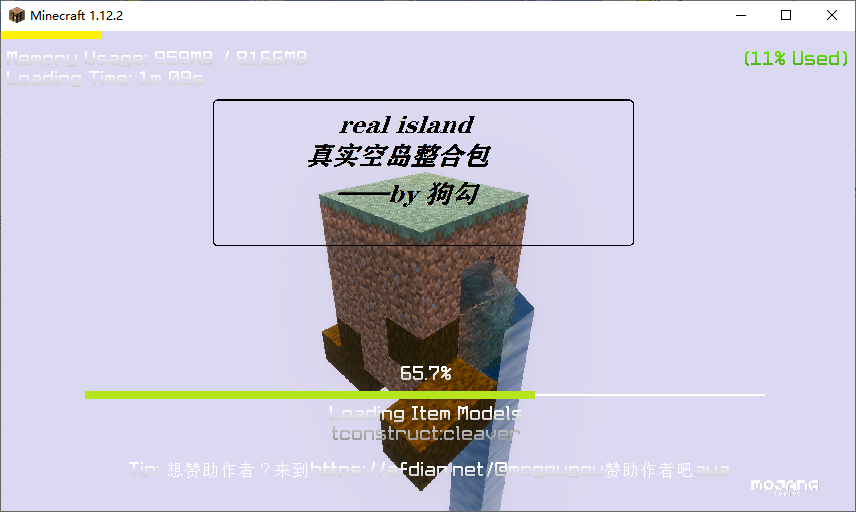 Minecraft 1.12.2
Memory Usage: 959MB / 8166MB
(11% Used)
Loading Time: 1m 09s
real island
真实空岛整合包
——by 狗勾
65.7%
Loading Item Models
tconstruct:cleaver
Tip: 想赞助作者？来到https://afdian.net/@mcgougou赞助作者吧awa
MOJANG
STUDIOS